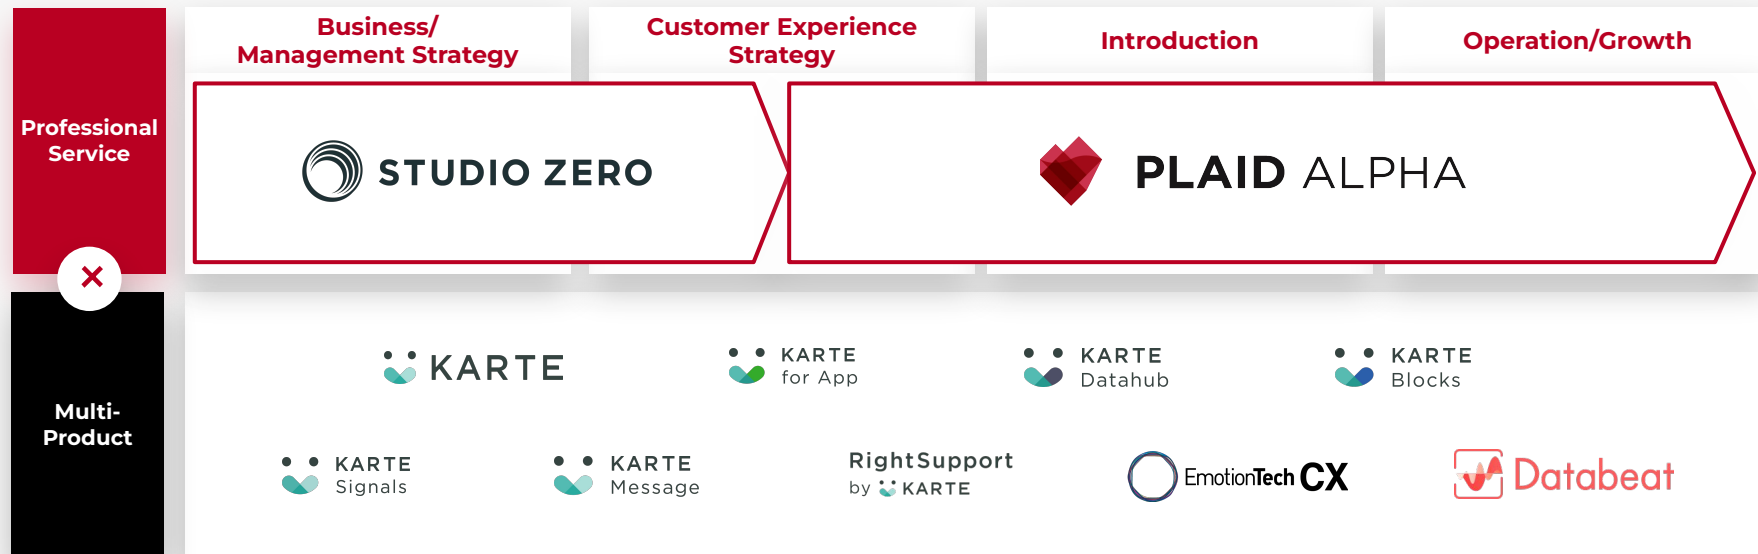 Business/
Management Strategy
Customer Experience
Strategy
Introduction
Operation/Growth
Professional
Service
STUDIO ZERO
PLAID ALPHA
×
Multi-
Product
KARTE
KARTE
for App
KARTE
Datahub
KARTE
Blocks
KARTE
Signals
KARTE
Message
RightSupport
by KARTE
EmotionTech CX
Databeat